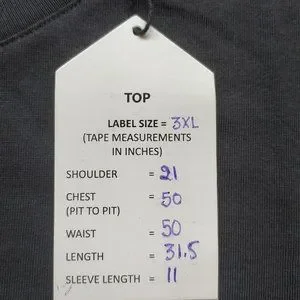 TOP
LABEL SIZE = 3XL
(TAPE MEASUREMENTS
IN INCHES)
SHOULDER = 21
CHEST = 50
(PIT TO PIT)
WAIST = 50
LENGTH = 31.5
SLEEVE LENGTH = 11